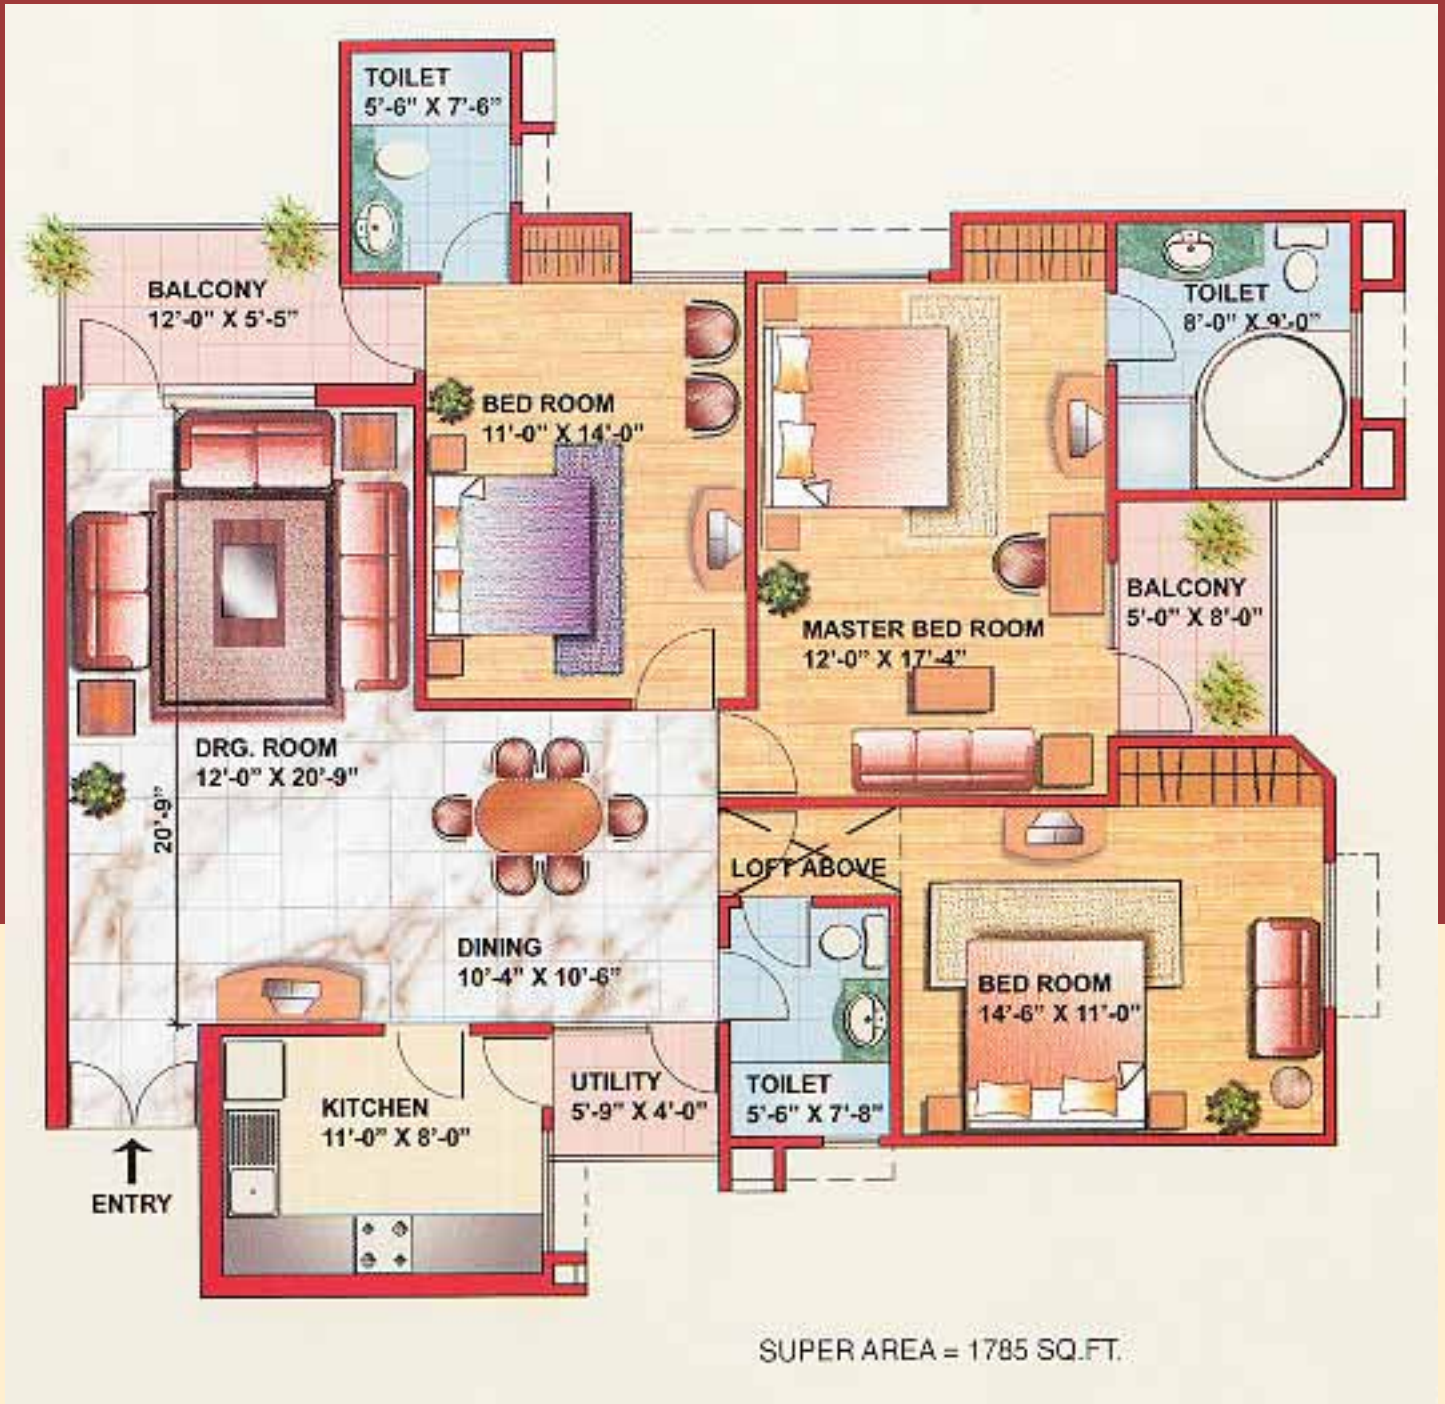 TOILET
5'-6" X 7'-6"
BALCONY
12'-0" X 5'-5"
TOILET
8'-0" X 9'-0"
BED ROOM
11'-0" X 14'-0"
BALCONY
5'-0" X 8'-0"
MASTER BED ROOM
12'-0" X 17'-4"
DRG. ROOM
12'-0" X 20'-9"
20'-9"
LOFT ABOVE
DINING
10'-4" X 10'-6"
BED ROOM
14'-6" X 11'-0"
UTILITY
5'-9" X 4'-0"
TOILET
5'-6" X 7'-8"
KITCHEN
11'-0" X 8'-0"
ENTRY
SUPER AREA = 1785 SQ.FT.